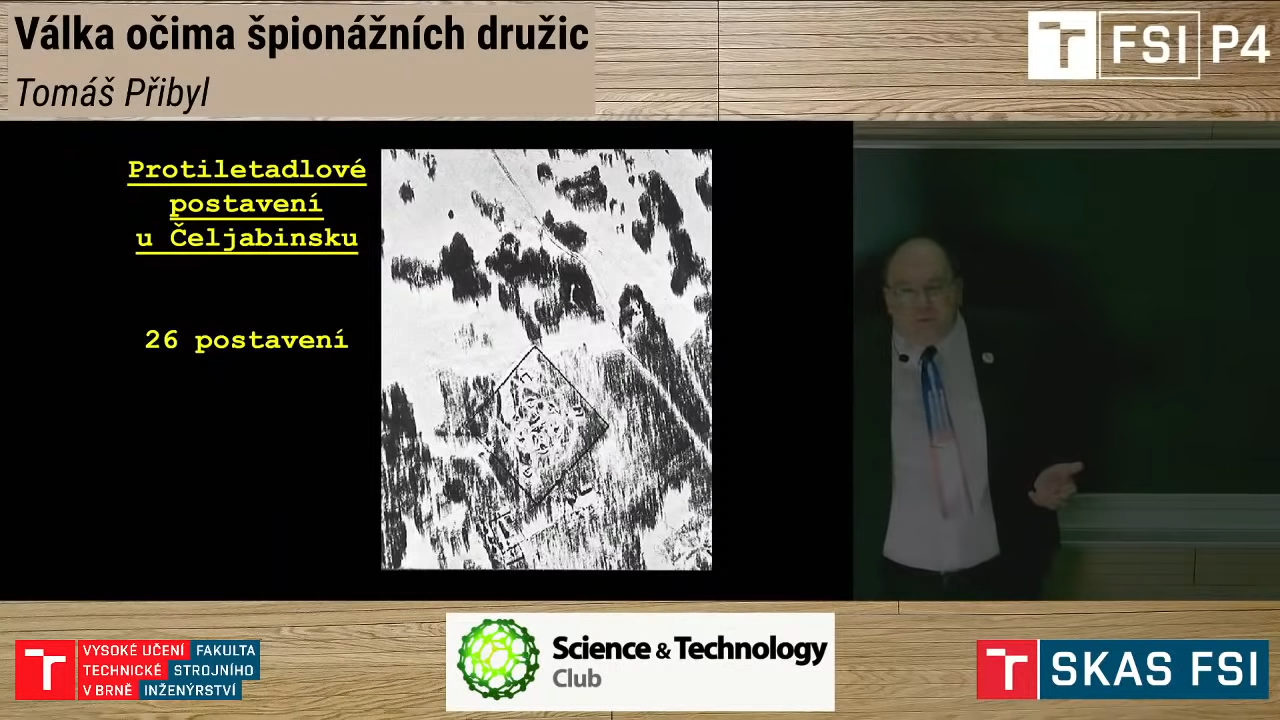 Válka očima špionážních družic
Tomáš Přibyl
FSI P4
Protiletadlové
postavení
u Čeljabinsku
26 postavení
VYSOKÉ UČENÍ FAKULTA
TECHNICKÉ STROJNÍHO
V BRNĚ INŽENÝRSTVÍ
Science & Technology
Club
SKAS FSI